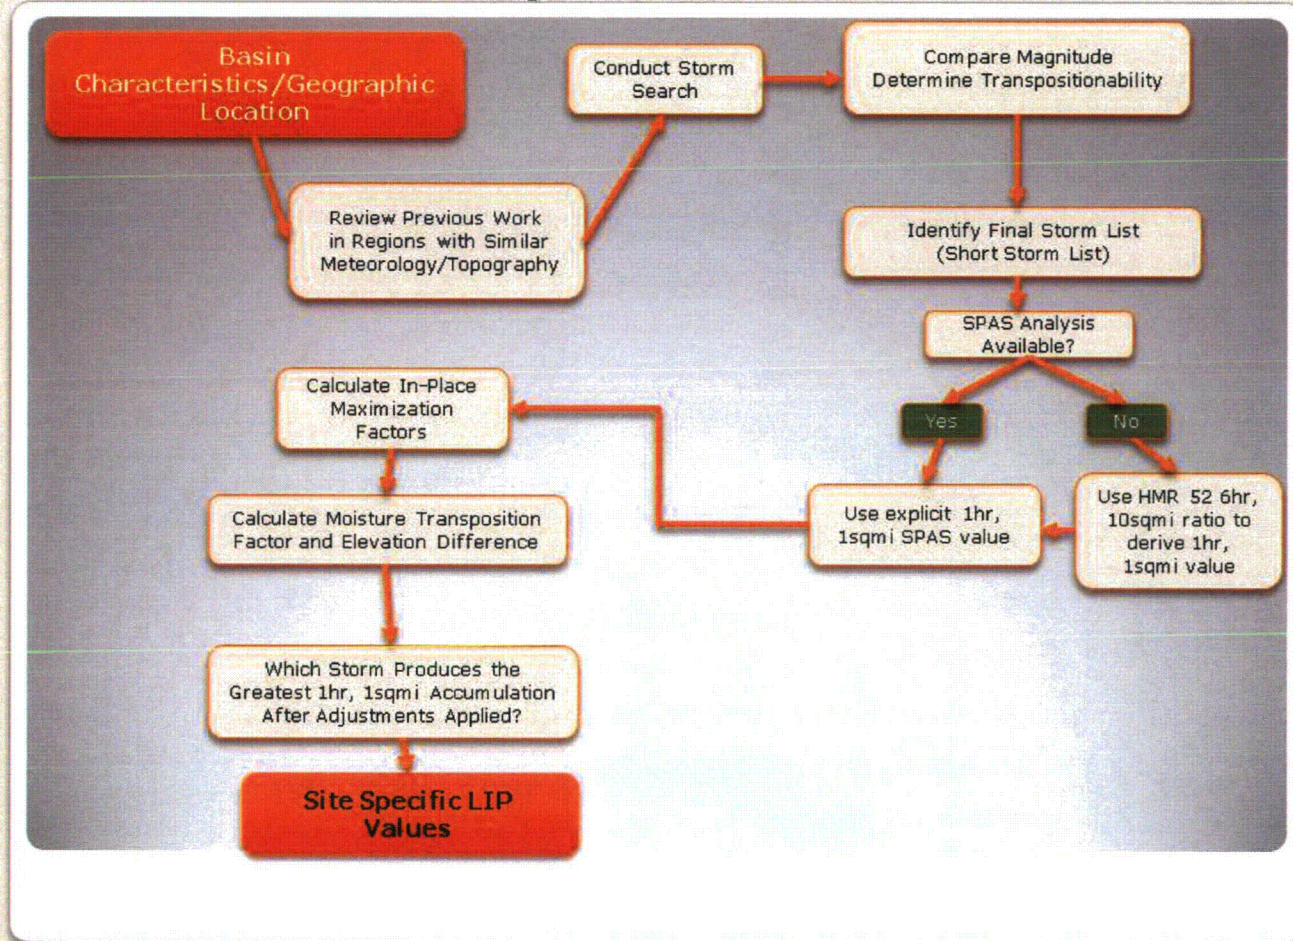 Basin
Characteristics/Geographic
Location
Review Previous Work
in Regions with Similar
Meteorology/Topography
Conduct Storm
Search
Compare Magnitude
Determine Transpositionability
Identify Final Storm List
(Short Storm List)
SPAS Analysis
Available?
Yes
No
Use HMR 52 6hr,
10sqmi ratio to
derive 1hr,
1sqmi value
Use explicit 1hr,
1sqmi SPAS value
Calculate In-Place
Maximization
Factors
Calculate Moisture Transposition
Factor and Elevation Difference
Which Storm Produces the
Greatest 1hr, 1sqmi Accumulation
After Adjustments Applied?
Site Specific LIP
Values